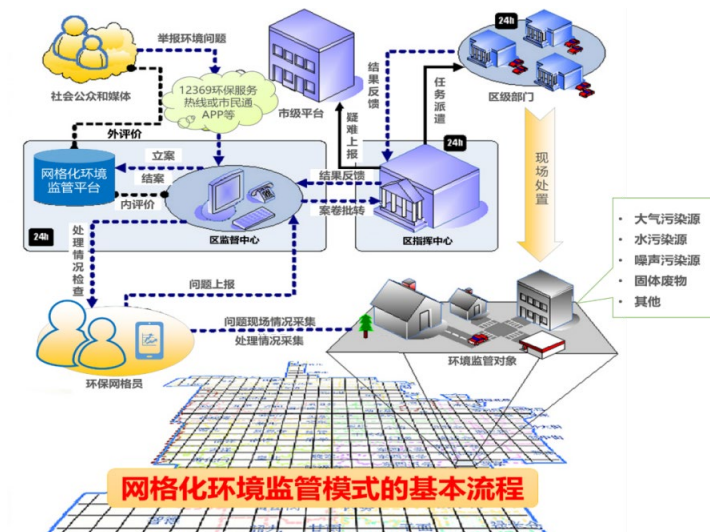 举报环境问题
24h
社会公众和媒体
12369环保服务
热线或市民通
APP等
市级平台
结果反馈
任务派遣
区级部门
疑难上报
外评价
24h
网格化环境
监管平台
立案
结案
内评价
结果反馈
案卷批转
现场处置
24h
区监督中心
区指挥中心
处理情况检查
问题上报
• 大气污染源
• 水污染源
• 噪声污染源
• 固体废物
• 其他
问题现场情况采集
处理情况采集
环境监管对象
环保网格员
网格化环境监管模式的基本流程